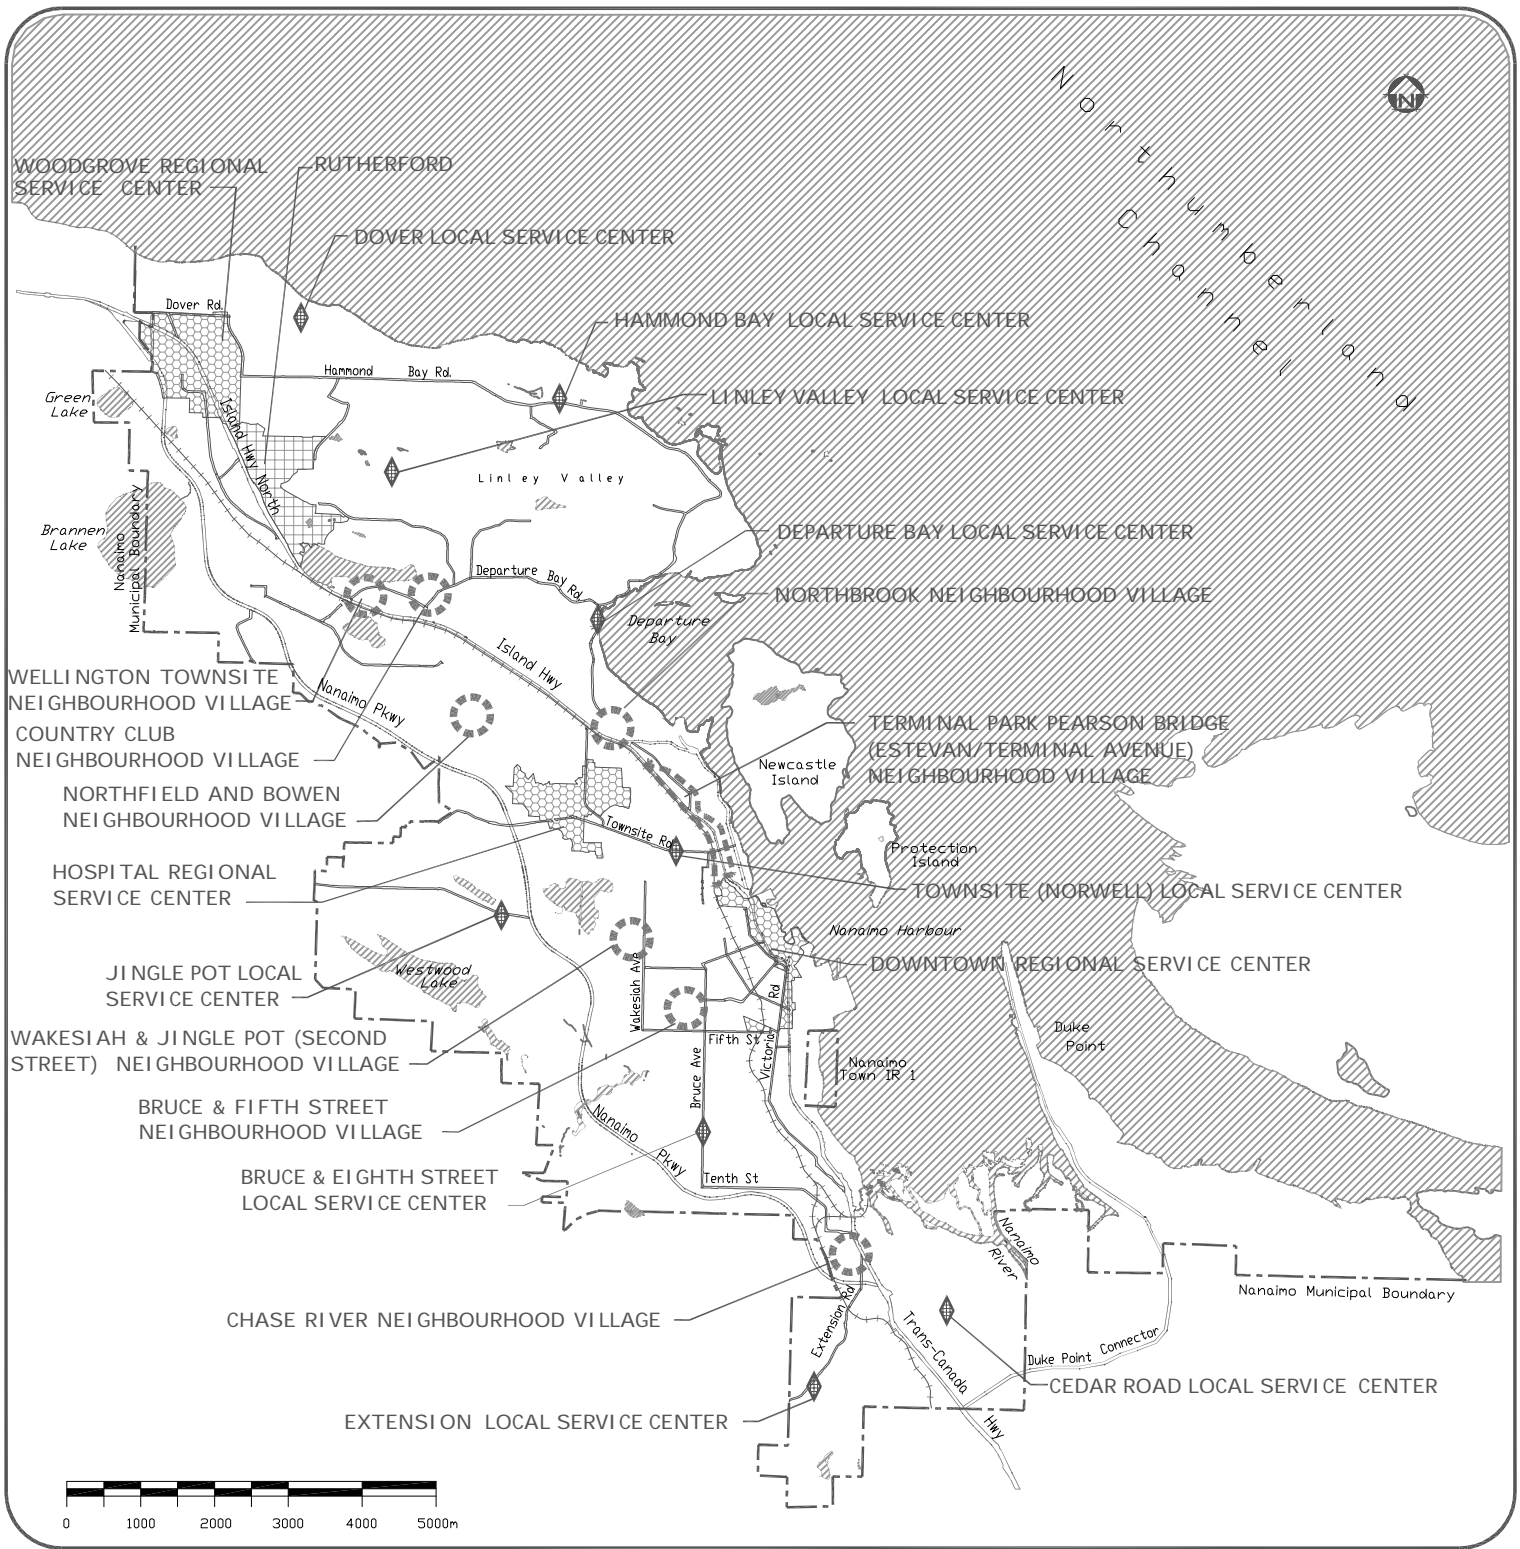 N
Northumberland
Channel
WOODGROVE REGIONAL
SERVICE CENTER
RUTHERFORD
DOVER LOCAL SERVICE CENTER
Dover Rd.
HAMMOND BAY LOCAL SERVICE CENTER
Hammond Bay Rd.
LINLEY VALLEY LOCAL SERVICE CENTER
Green
Lake
Island Hwy North
Linley Valley
Brannen
Lake
Nanaimo
Municipal Boundary
DEPARTURE BAY LOCAL SERVICE CENTER
Departure Bay Rd.
NORTHBROOK NEIGHBOURHOOD VILLAGE
Departure
Bay
Island Hwy
WELLINGTON TOWNSITE
NEIGHBOURHOOD VILLAGE
Nanaimo Pkwy
COUNTRY CLUB
NEIGHBOURHOOD VILLAGE
TERMINAL PARK PEARSON BRIDGE
(ESTEVAN/TERMINAL AVENUE)
NEIGHBOURHOOD VILLAGE
Newcastle
Island
NORTHFIELD AND BOWEN
NEIGHBOURHOOD VILLAGE
Townsite Rd
Protection
Island
HOSPITAL REGIONAL
SERVICE CENTER
TOWNSITE (NORWELL) LOCAL SERVICE CENTER
Nanaimo Harbour
JINGLE POT LOCAL
SERVICE CENTER
Westwood
Lake
DOWNTOWN REGIONAL SERVICE CENTER
Wakesiah Ave
Victoria Rd
WAKESIAH & JINGLE POT (SECOND
STREET) NEIGHBOURHOOD VILLAGE
Fifth St
Duke
Point
Nanaimo
Town IR 1
Bruce Ave
BRUCE & FIFTH STREET
NEIGHBOURHOOD VILLAGE
Nanaimo Pkwy
BRUCE & EIGHTH STREET
LOCAL SERVICE CENTER
Tenth St
Nanaimo
River
Nanaimo Municipal Boundary
CHASE RIVER NEIGHBOURHOOD VILLAGE
Extension Rd
Trans-Canada Hwy
Duke Point Connector
CEDAR ROAD LOCAL SERVICE CENTER
EXTENSION LOCAL SERVICE CENTER
0 1000 2000 3000 4000 5000m